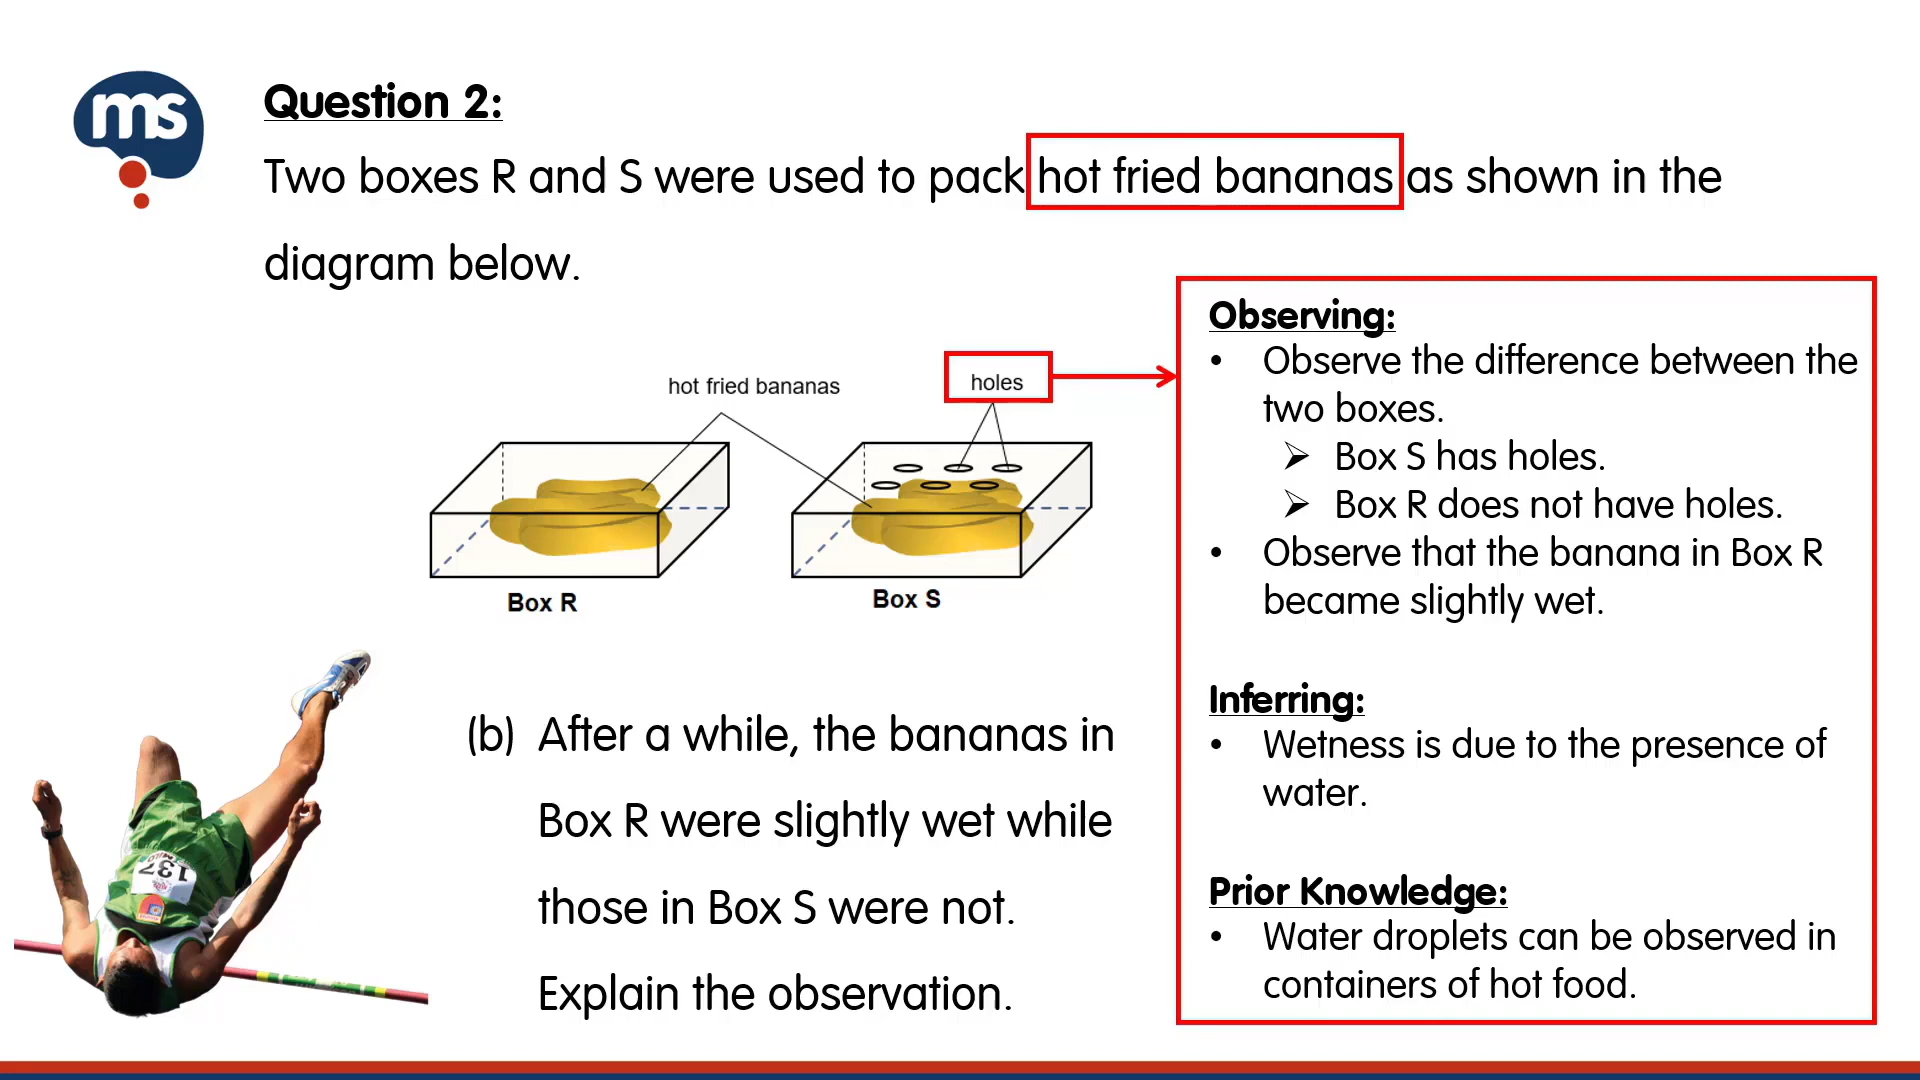 ms
Question 2:
Two boxes R and S were used to pack hot fried bananas as shown in the
diagram below.
hot fried bananas
holes
Box R
Box S
(b) After a while, the bananas in
Box R were slightly wet while
those in Box S were not.
Explain the observation.
Observing:
• Observe the difference between the
two boxes.
➢ Box S has holes.
➢ Box R does not have holes.
• Observe that the banana in Box R
became slightly wet.
Inferring:
• Wetness is due to the presence of
water.
Prior Knowledge:
• Water droplets can be observed in
containers of hot food.
137